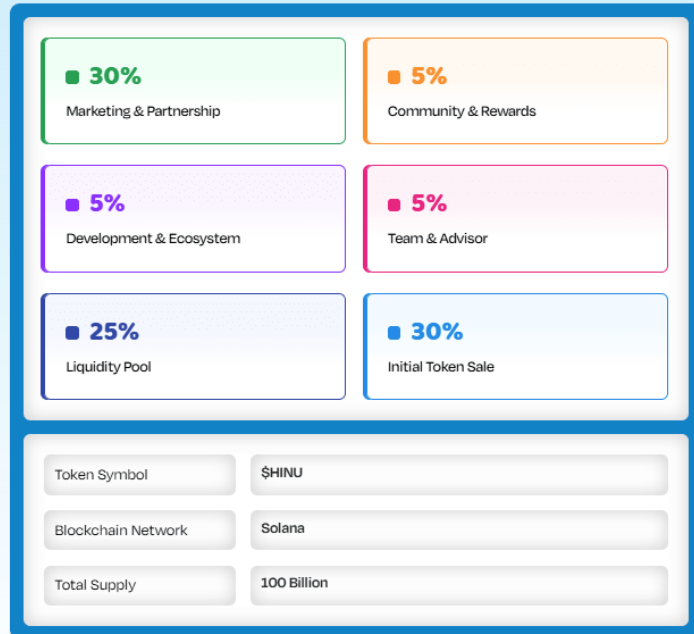 30%
Marketing & Partnership
5%
Community & Rewards
5%
Development & Ecosystem
5%
Team & Advisor
25%
Liquidity Pool
30%
Initial Token Sale
Token Symbol
$HINU
Blockchain Network
Solana
Total Supply
100 Billion